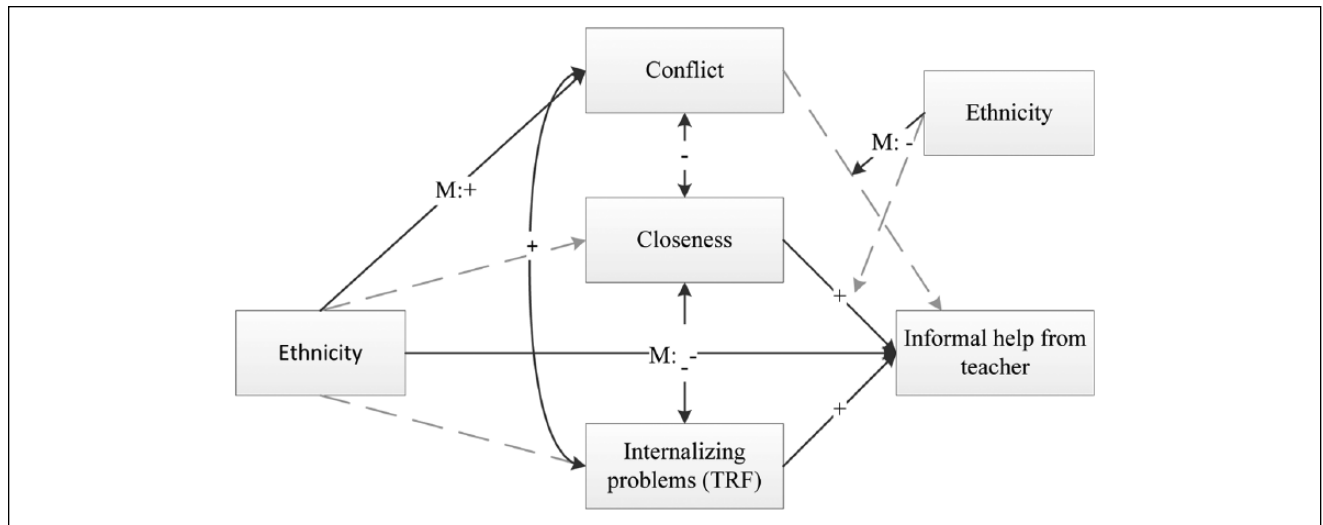 Conflict
Ethnicity
M: -
-
M:+
Closeness
+
+
Ethnicity
M: -
-
Informal help from
teacher
+
Internalizing
problems (TRF)